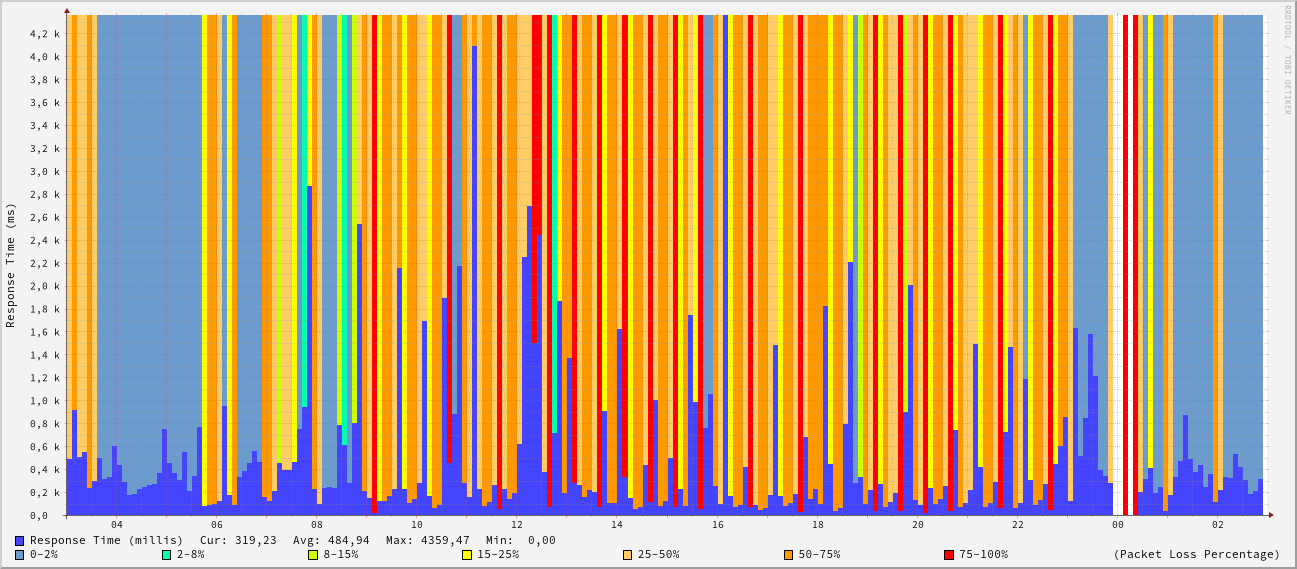 RRDTOOL / TOBI OETIKER
Response Time (ms)
4,2 k
4,0 k
3,8 k
3,6 k
3,4 k
3,2 k
3,0 k
2,8 k
2,6 k
2,4 k
2,2 k
2,0 k
1,8 k
1,6 k
1,4 k
1,2 k
1,0 k
0,8 k
0,6 k
0,4 k
0,2 k
0,0
04 06 08 10 12 14 16 18 20 22 00 02
Response Time (millis) Cur: 319,23 Avg: 484,94 Max: 4359,47 Min: 0,00
0-2% 2-8% 8-15% 15-25% 25-50% 50-75% 75-100% (Packet Loss Percentage)